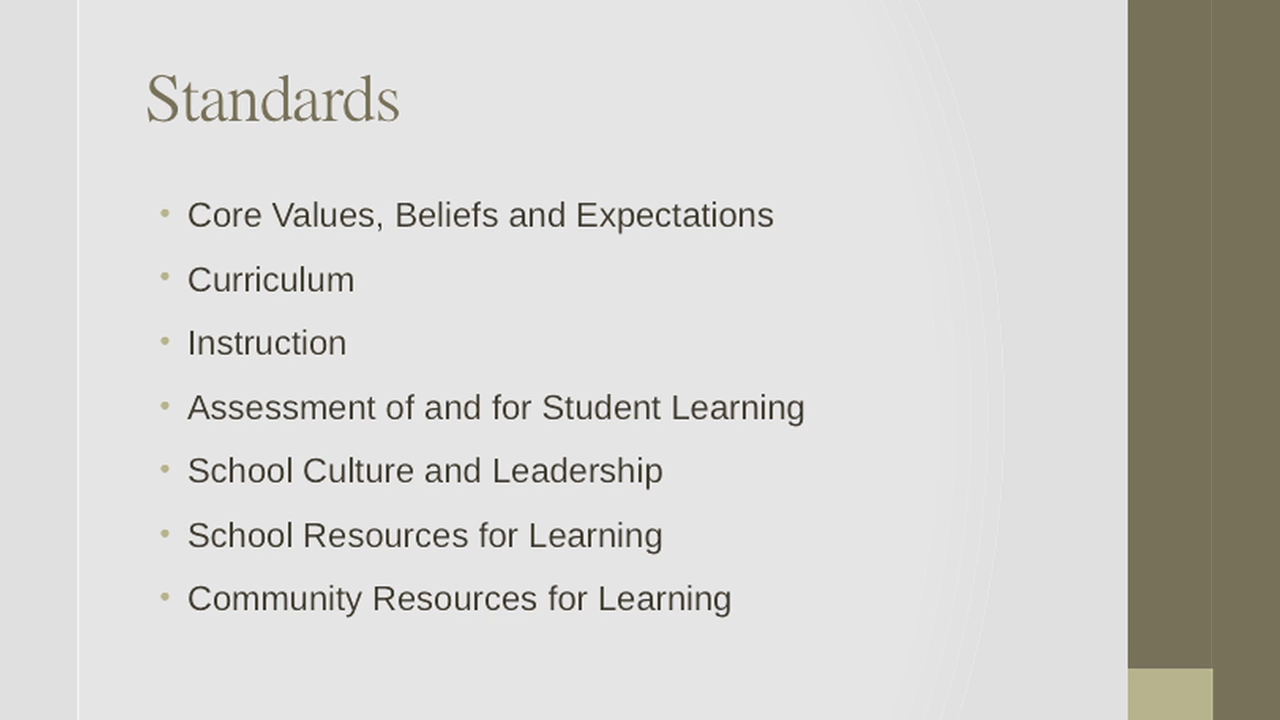 Standards
• Core Values, Beliefs and Expectations
• Curriculum
• Instruction
• Assessment of and for Student Learning
• School Culture and Leadership
• School Resources for Learning
• Community Resources for Learning